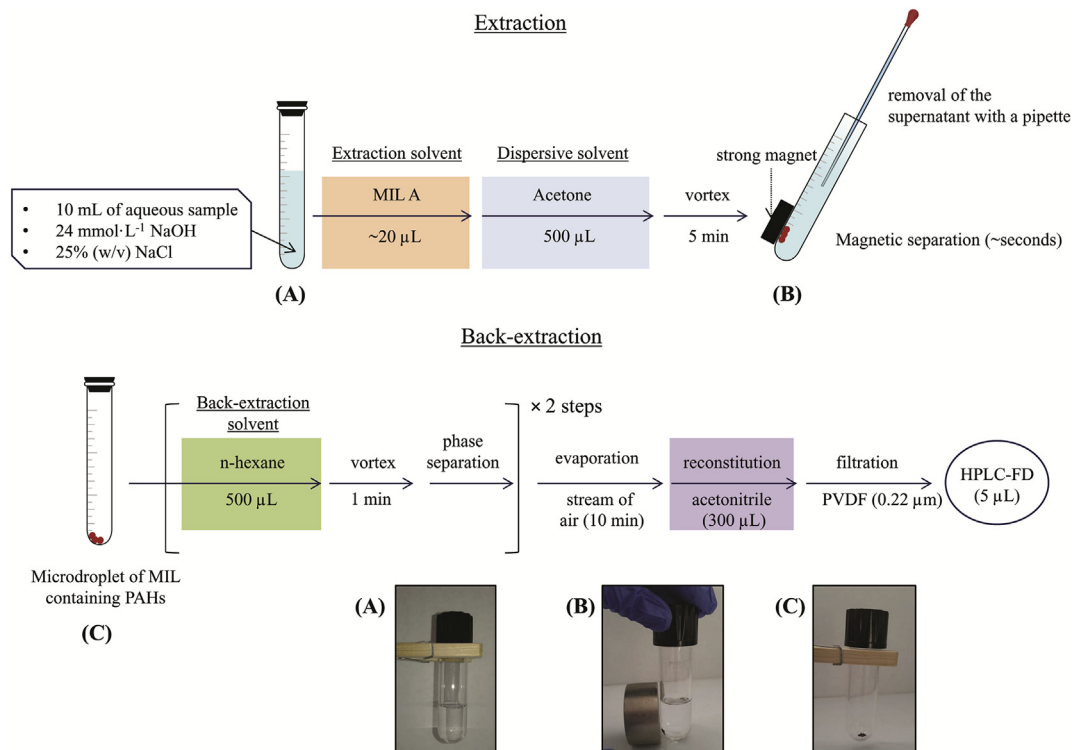 Extraction
removal of the
supernatant with a pipette
Extraction solvent
Dispersive solvent
strong magnet
• 10 mL of aqueous sample
• 24 mmol·L⁻¹ NaOH
• 25% (w/v) NaCl
MIL A
~20 µL
Acetone
500 µL
vortex
5 min
Magnetic separation (~seconds)
(A)
(B)
Back-extraction
Back-extraction
solvent
n-hexane
500 µL
vortex
1 min
phase
separation
× 2 steps
evaporation
stream of
air (10 min)
reconstitution
acetonitrile
(300 µL)
filtration
PVDF (0.22 µm)
HPLC-FD
(5 µL)
Microdroplet of MIL
containing PAHs
(C)
(A)
(B)
(C)